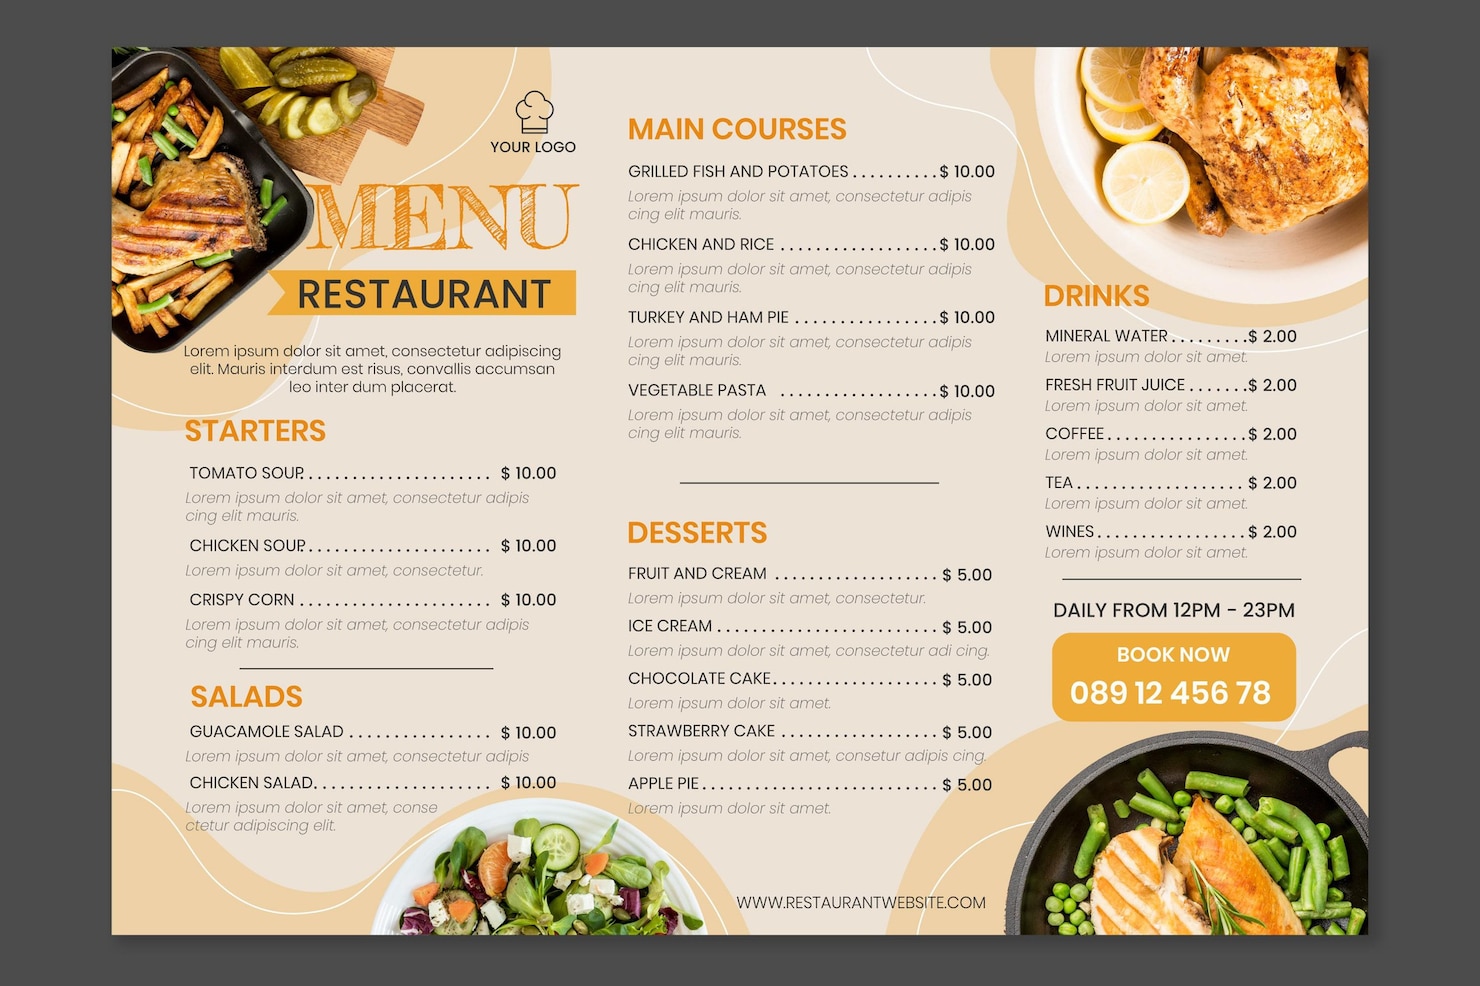 YOUR LOGO
MENU
RESTAURANT
Lorem ipsum dolor sit amet, consectetur adipiscing
elit. Mauris interdum est risus, convallis accumsan
leo inter dum placerat.
STARTERS
TOMATO SOUP..................... $ 10.00
Lorem ipsum dolor sit amet, consectetur adipis
cing elit mauris.
CHICKEN SOUP..................... $ 10.00
Lorem ipsum dolor sit amet, consectetur.
CRISPY CORN ..................... $ 10.00
Lorem ipsum dolor sit amet, consectetur adipis
cing elit mauris.
SALADS
GUACAMOLE SALAD ................ $ 10.00
Lorem ipsum dolor sit amet, consectetur adipis
CHICKEN SALAD.................... $ 10.00
Lorem ipsum dolor sit amet, conse
ctetur adipiscing elit.
MAIN COURSES
GRILLED FISH AND POTATOES ..........$ 10.00
Lorem ipsum dolor sit amet, consectetur adipis
cing elit mauris.
CHICKEN AND RICE ..................$ 10.00
Lorem ipsum dolor sit amet, consectetur adipis
cing elit mauris.
TURKEY AND HAM PIE ................$ 10.00
Lorem ipsum dolor sit amet, consectetur adipis
cing elit mauris.
VEGETABLE PASTA ..................$ 10.00
Lorem ipsum dolor sit amet, consectetur adipis
cing elit mauris.
DESSERTS
FRUIT AND CREAM ................... $ 5.00
Lorem ipsum dolor sit amet, consectetur.
ICE CREAM ......................... $ 5.00
Lorem ipsum dolor sit amet, consectetur adi cing.
CHOCOLATE CAKE................... $ 5.00
Lorem ipsum dolor sit amet.
STRAWBERRY CAKE .................. $ 5.00
Lorem ipsum dolor sit amet, consetur adipis cing.
APPLE PIE........................... $ 5.00
Lorem ipsum dolor sit amet.
WWW.RESTAURANTWEBSITE.COM
DRINKS
MINERAL WATER.........$ 2.00
Lorem ipsum dolor sit amet.
FRESH FRUIT JUICE .......$ 2.00
Lorem ipsum dolor sit amet.
COFFEE................$ 2.00
Lorem ipsum dolor sit amet.
TEA ................... $ 2.00
Lorem ipsum dolor sit amet.
WINES.................$ 2.00
Lorem ipsum dolor sit amet.
DAILY FROM 12PM - 23PM
BOOK NOW
089 12 456 78